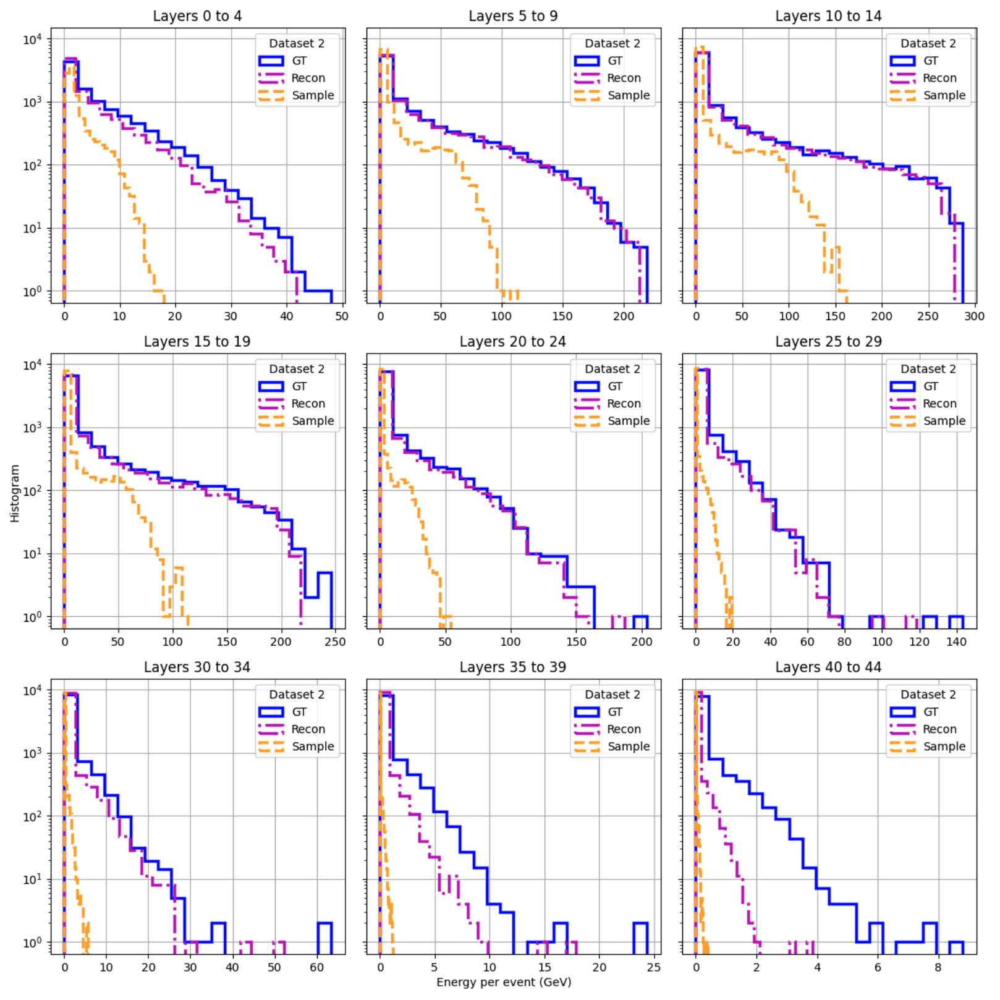 Layers 0 to 4
Layers 5 to 9
Layers 10 to 14
10⁴
10³
10²
10¹
10⁰
Dataset 2
GT
Recon
Sample
0 10 20 30 40 50
Dataset 2
GT
Recon
Sample
0 50 100 150 200
Dataset 2
GT
Recon
Sample
0 50 100 150 200 250 300
Layers 15 to 19
Layers 20 to 24
Layers 25 to 29
Histogram
10⁴
10³
10²
10¹
10⁰
Dataset 2
GT
Recon
Sample
0 50 100 150 200 250
Dataset 2
GT
Recon
Sample
0 50 100 150 200
Dataset 2
GT
Recon
Sample
0 20 40 60 80 100 120 140
Layers 30 to 34
Layers 35 to 39
Layers 40 to 44
10⁴
10³
10²
10¹
10⁰
Dataset 2
GT
Recon
Sample
0 10 20 30 40 50 60
Dataset 2
GT
Recon
Sample
0 5 10 15 20 25
Dataset 2
GT
Recon
Sample
0 2 4 6 8
Energy per event (GeV)